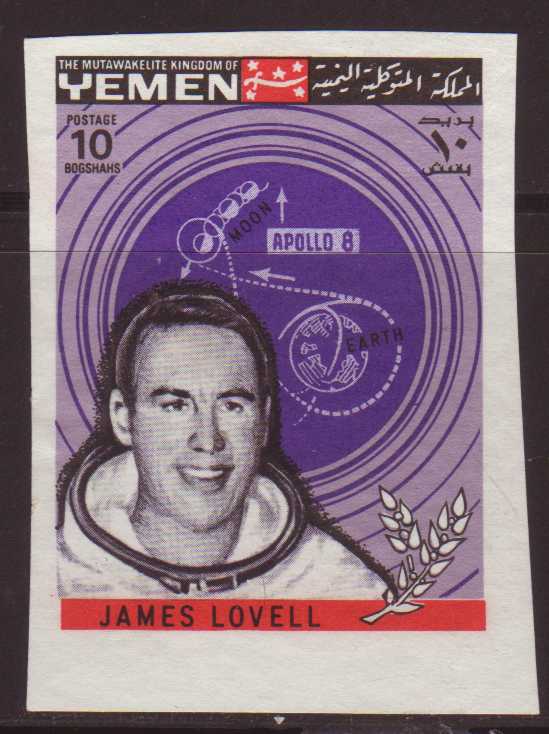 THE MUTAWAKELITE KINGDOM OF
YEMEN
المملكة المتوكلية اليمنية
POSTAGE
10
BOGSHAHS
بريد
١٠
بقش
MOON
APOLLO 8
EARTH
JAMES LOVELL